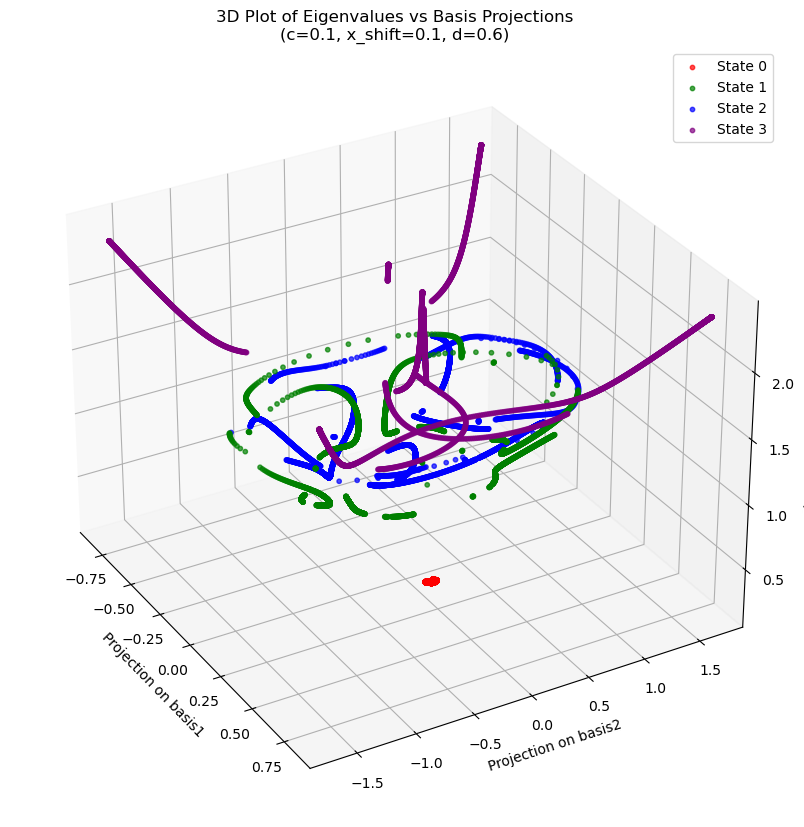 3D Plot of Eigenvalues vs Basis Projections
(c=0.1, x_shift=0.1, d=0.6)
State 0
State 1
State 2
State 3
2.0
1.5
1.0
0.5
−0.75
−0.50
−0.25
0.00
0.25
0.50
0.75
Projection on basis1
−1.5
−1.0
−0.5
0.0
0.5
1.0
1.5
Projection on basis2